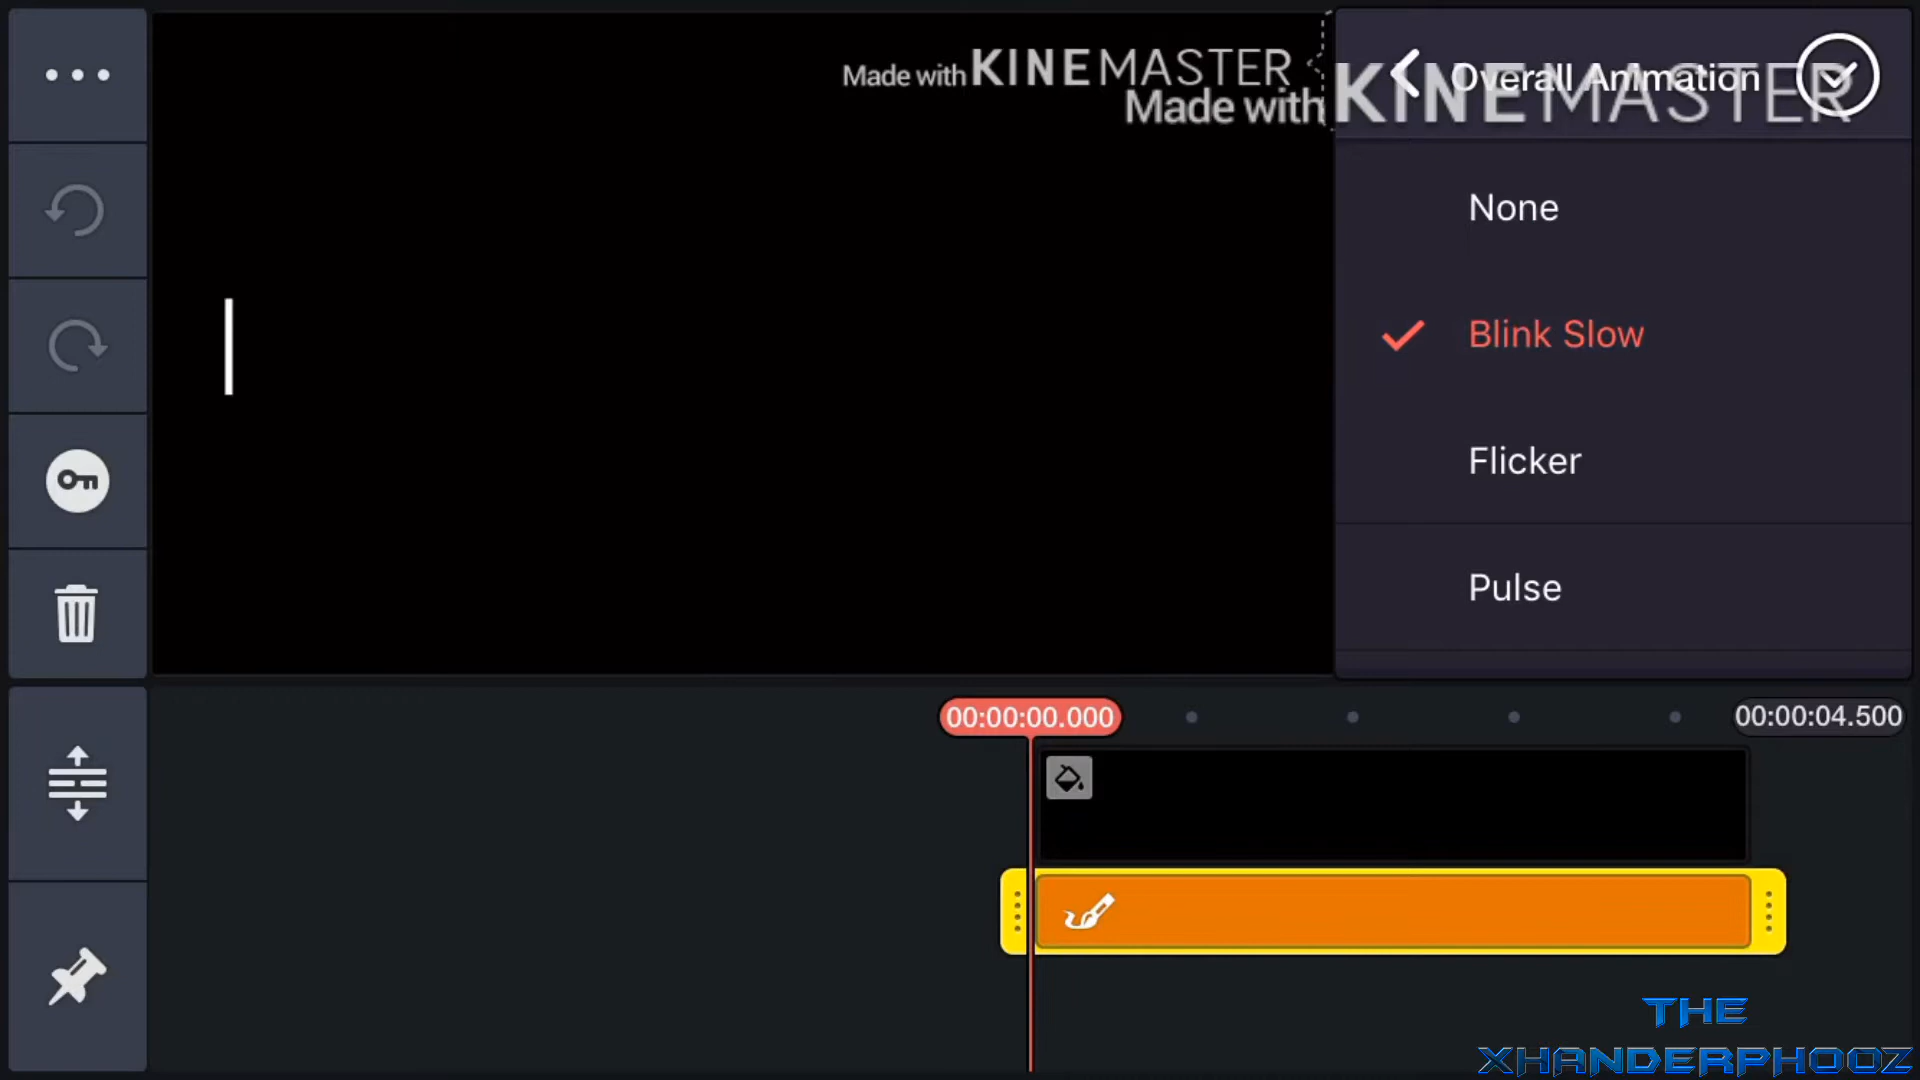 Made with KINEMASTER
Made with KINEMASTER
Overall Animation
None
Blink Slow
Flicker
Pulse
00:00:00.000
00:00:04.500
THE
XHANDERPHOOZ